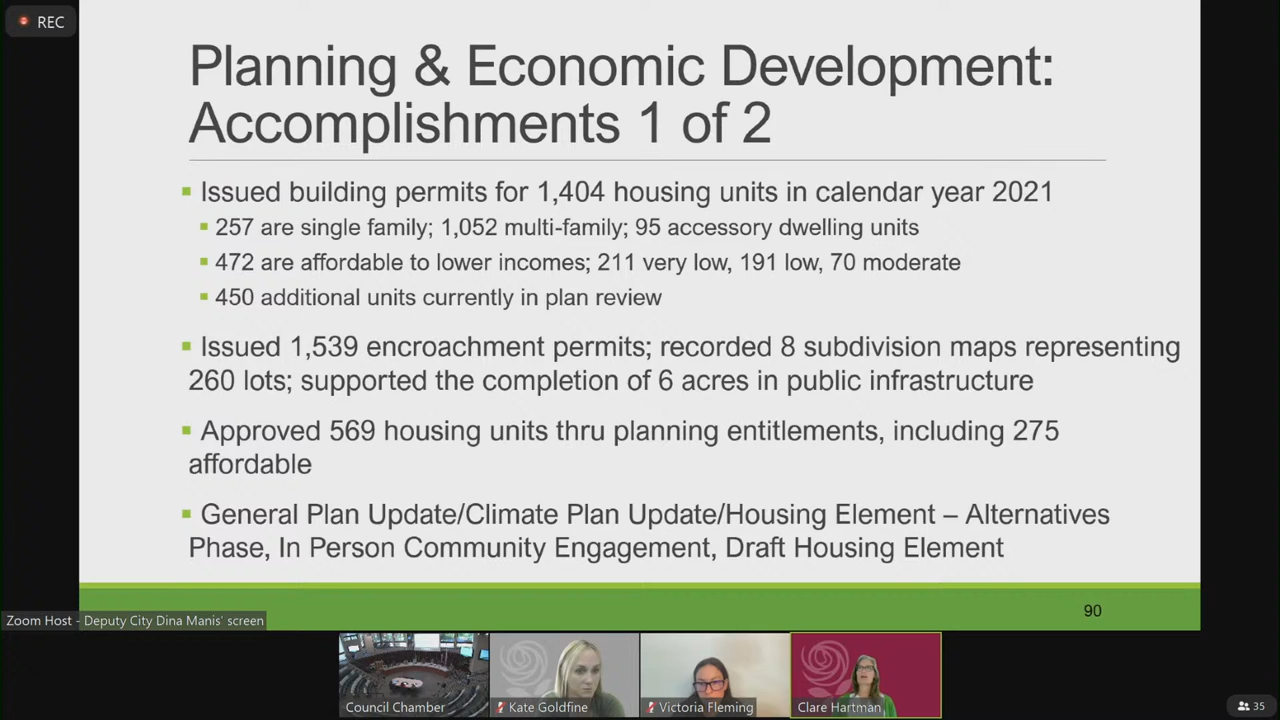 REC
Planning & Economic Development:
Accomplishments 1 of 2
Issued building permits for 1,404 housing units in calendar year 2021
257 are single family; 1,052 multi-family; 95 accessory dwelling units
472 are affordable to lower incomes; 211 very low, 191 low, 70 moderate
450 additional units currently in plan review
Issued 1,539 encroachment permits; recorded 8 subdivision maps representing
260 lots; supported the completion of 6 acres in public infrastructure
Approved 569 housing units thru planning entitlements, including 275
affordable
General Plan Update/Climate Plan Update/Housing Element – Alternatives
Phase, In Person Community Engagement, Draft Housing Element
90
Zoom Host - Deputy City Dina Manis' screen
Council Chamber
Kate Goldfine
Victoria Fleming
Clare Hartman
35